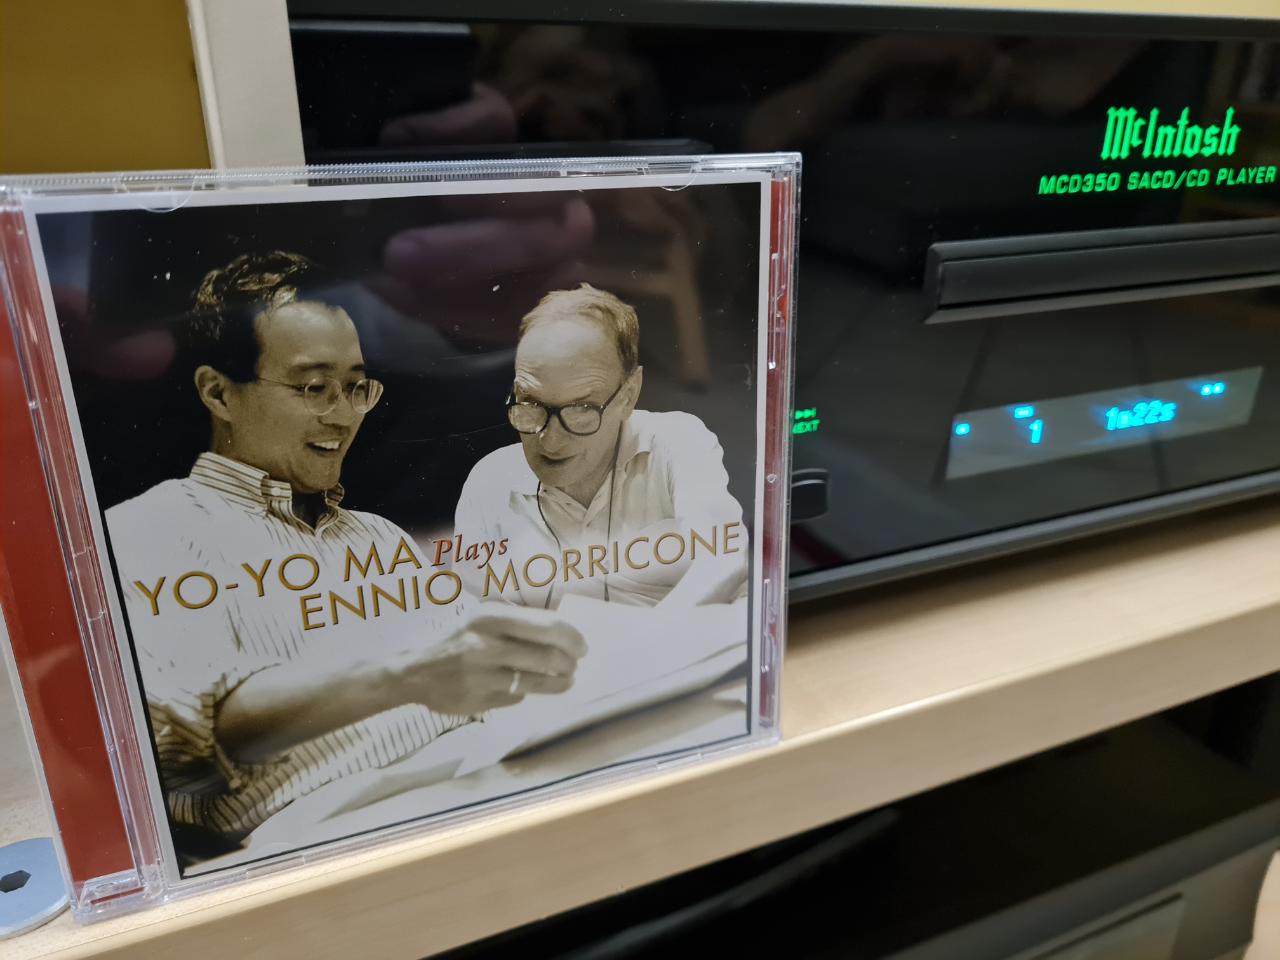 McIntosh
MCD350 SACD/CD PLAYER
YO-YO MA Plays
ENNIO MORRICONE
NEXT
1 1m22s